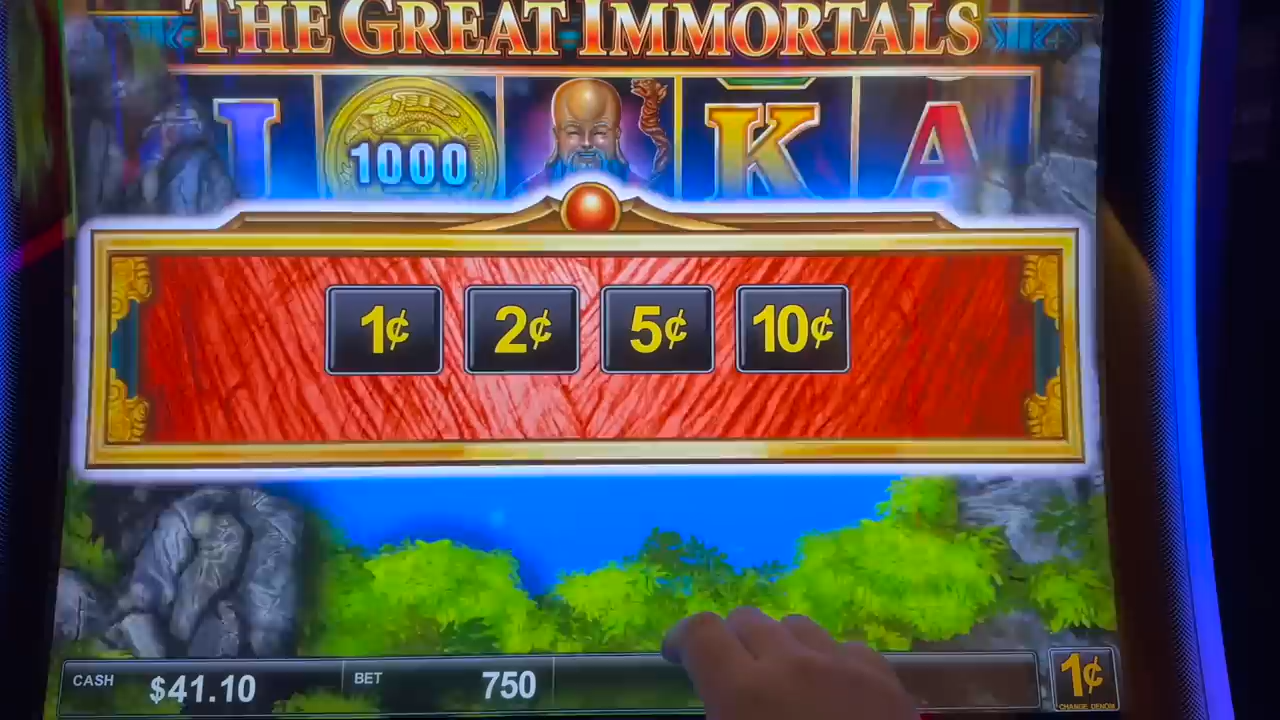 THE GREAT IMMORTALS
J 1000 K A
1¢ 2¢ 5¢ 10¢
CASH $41.10 BET 750
1¢
CHANGE DENOM